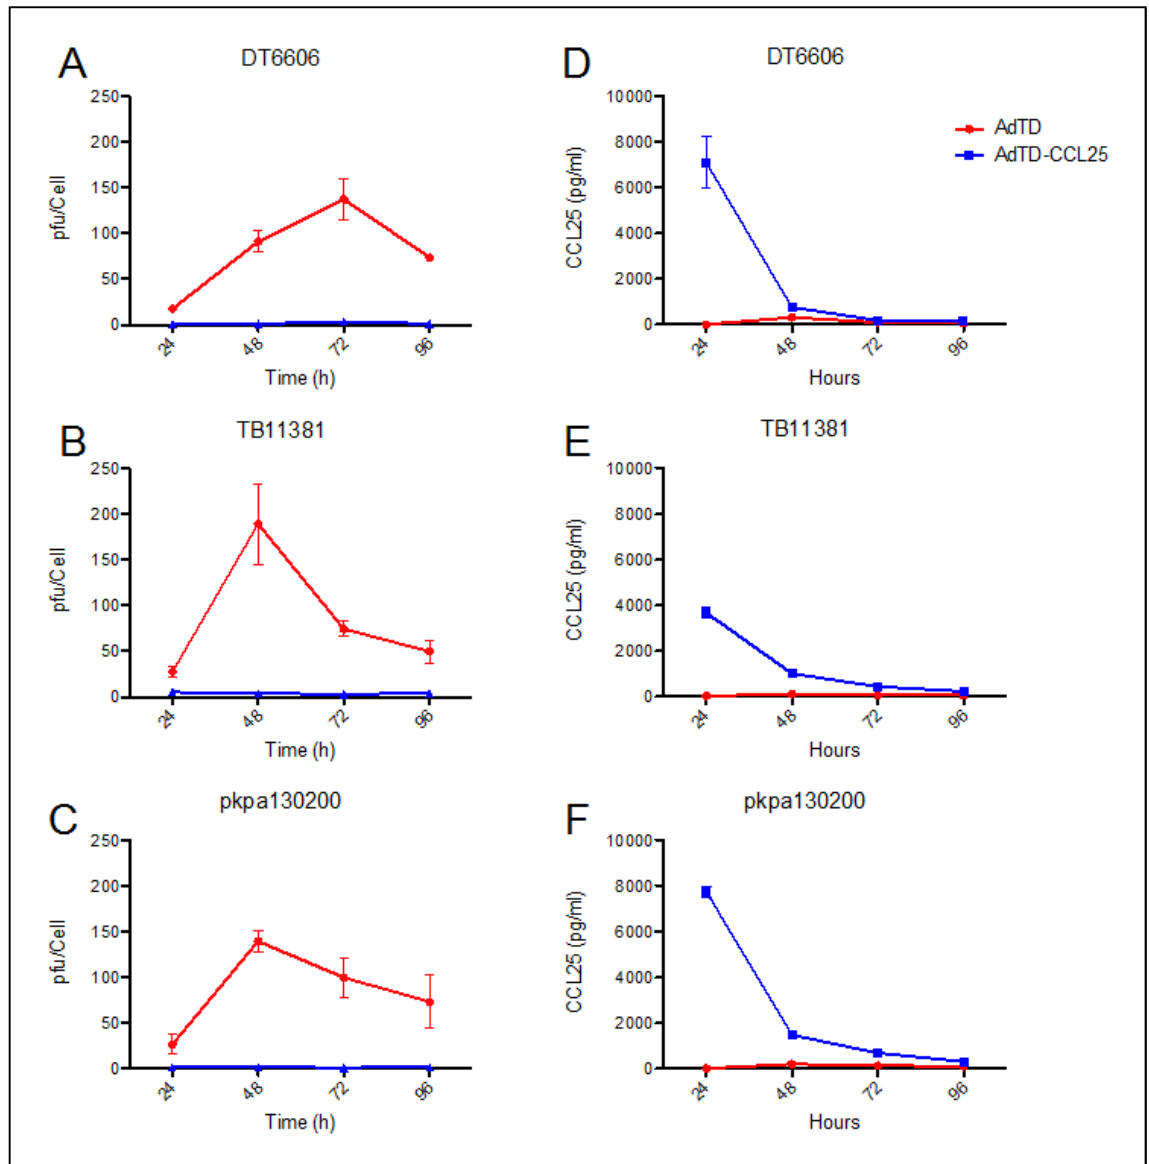 A
DT6606
250
200
150
100
50
0
pfu/Cell
24
48
72
96
Time (h)
D
DT6606
10000
8000
6000
4000
2000
0
CCL25 (pg/ml)
24
48
72
96
Hours
AdTD
AdTD-CCL25
B
TB11381
250
200
150
100
50
0
pfu/Cell
24
48
72
96
Time (h)
E
TB11381
10000
8000
6000
4000
2000
0
CCL25 (pg/ml)
24
48
72
96
Hours
C
pkpa130200
250
200
150
100
50
0
pfu/Cell
24
48
72
96
Time (h)
F
pkpa130200
10000
8000
6000
4000
2000
0
CCL25 (pg/ml)
24
48
72
96
Hours